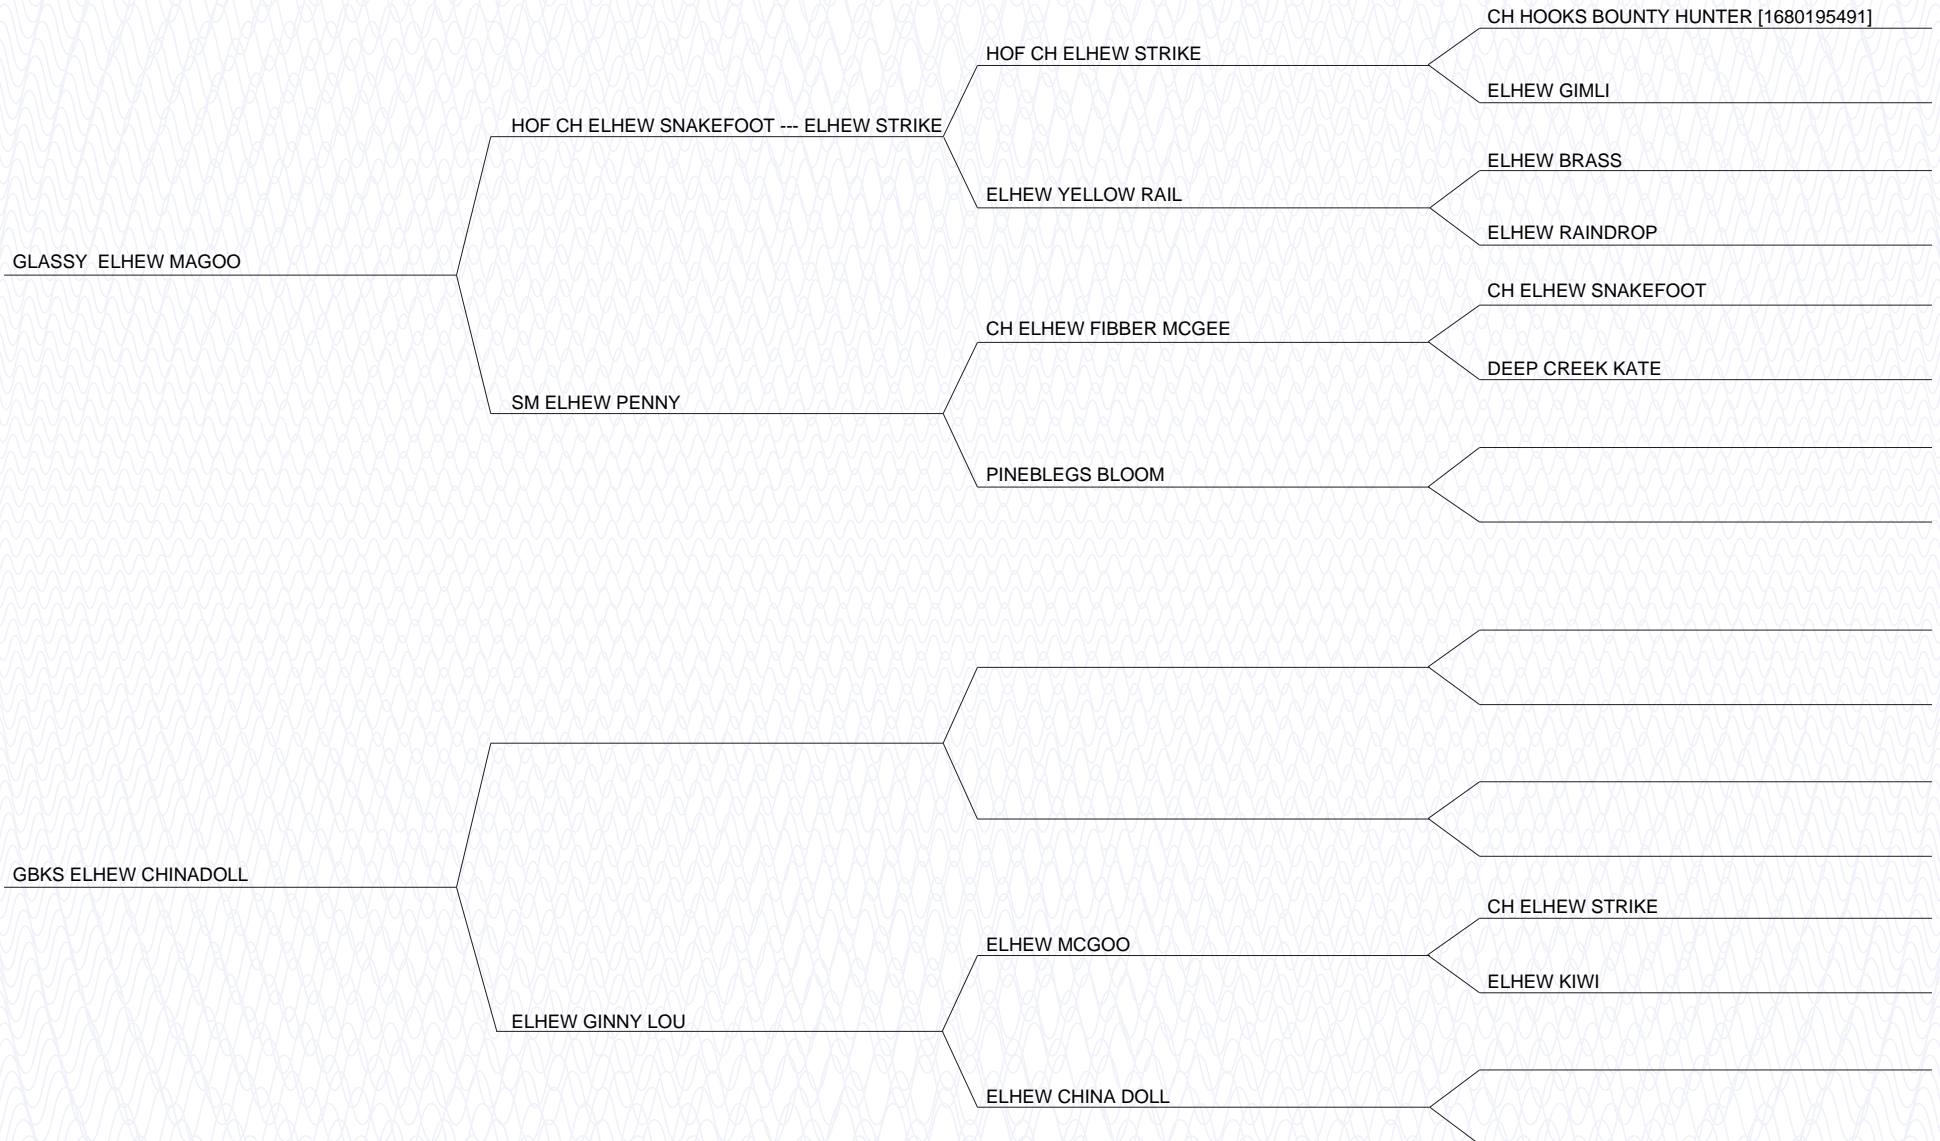 CH HOOKS BOUNTY HUNTER [1680195491]
HOF CH ELHEW STRIKE
ELHEW GIMLI
HOF CH ELHEW SNAKEFOOT --- ELHEW STRIKE
ELHEW BRASS
ELHEW YELLOW RAIL
ELHEW RAINDROP
GLASSY  ELHEW MAGOO
CH ELHEW SNAKEFOOT
CH ELHEW FIBBER MCGEE
DEEP CREEK KATE
SM ELHEW PENNY
PINEBLEGS BLOOM
GBKS ELHEW CHINADOLL
CH ELHEW STRIKE
ELHEW MCGOO
ELHEW KIWI
ELHEW GINNY LOU
ELHEW CHINA DOLL